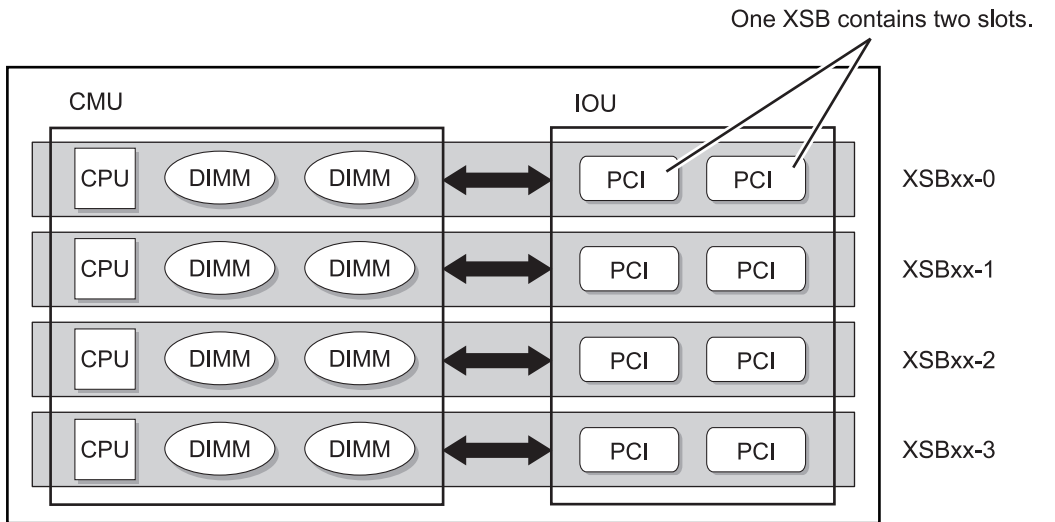 One XSB contains two slots.
CMU IOU
CPU DIMM DIMM PCI PCI XSBxx-0
CPU DIMM DIMM PCI PCI XSBxx-1
CPU DIMM DIMM PCI PCI XSBxx-2
CPU DIMM DIMM PCI PCI XSBxx-3